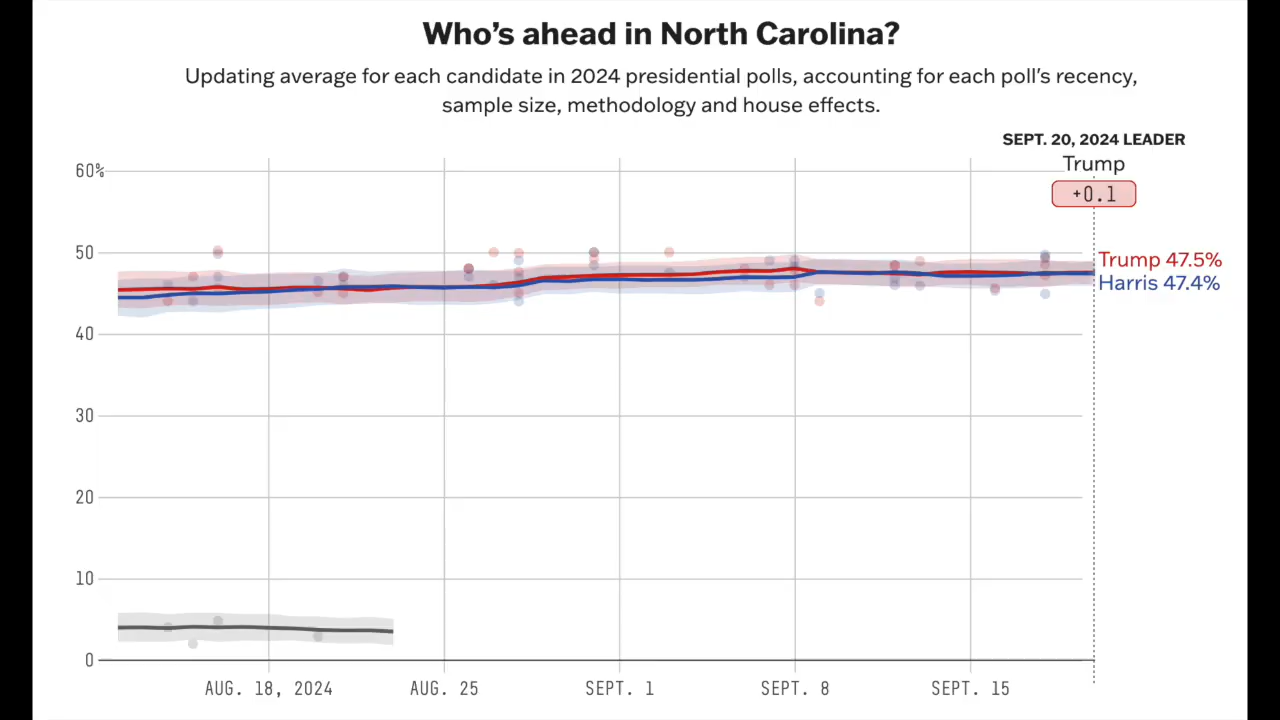 Who’s ahead in North Carolina?
Updating average for each candidate in 2024 presidential polls, accounting for each poll’s recency,
sample size, methodology and house effects.
SEPT. 20, 2024 LEADER
Trump
+0.1
60%
50
40
30
20
10
0
Trump 47.5%
Harris 47.4%
AUG. 18, 2024
AUG. 25
SEPT. 1
SEPT. 8
SEPT. 15